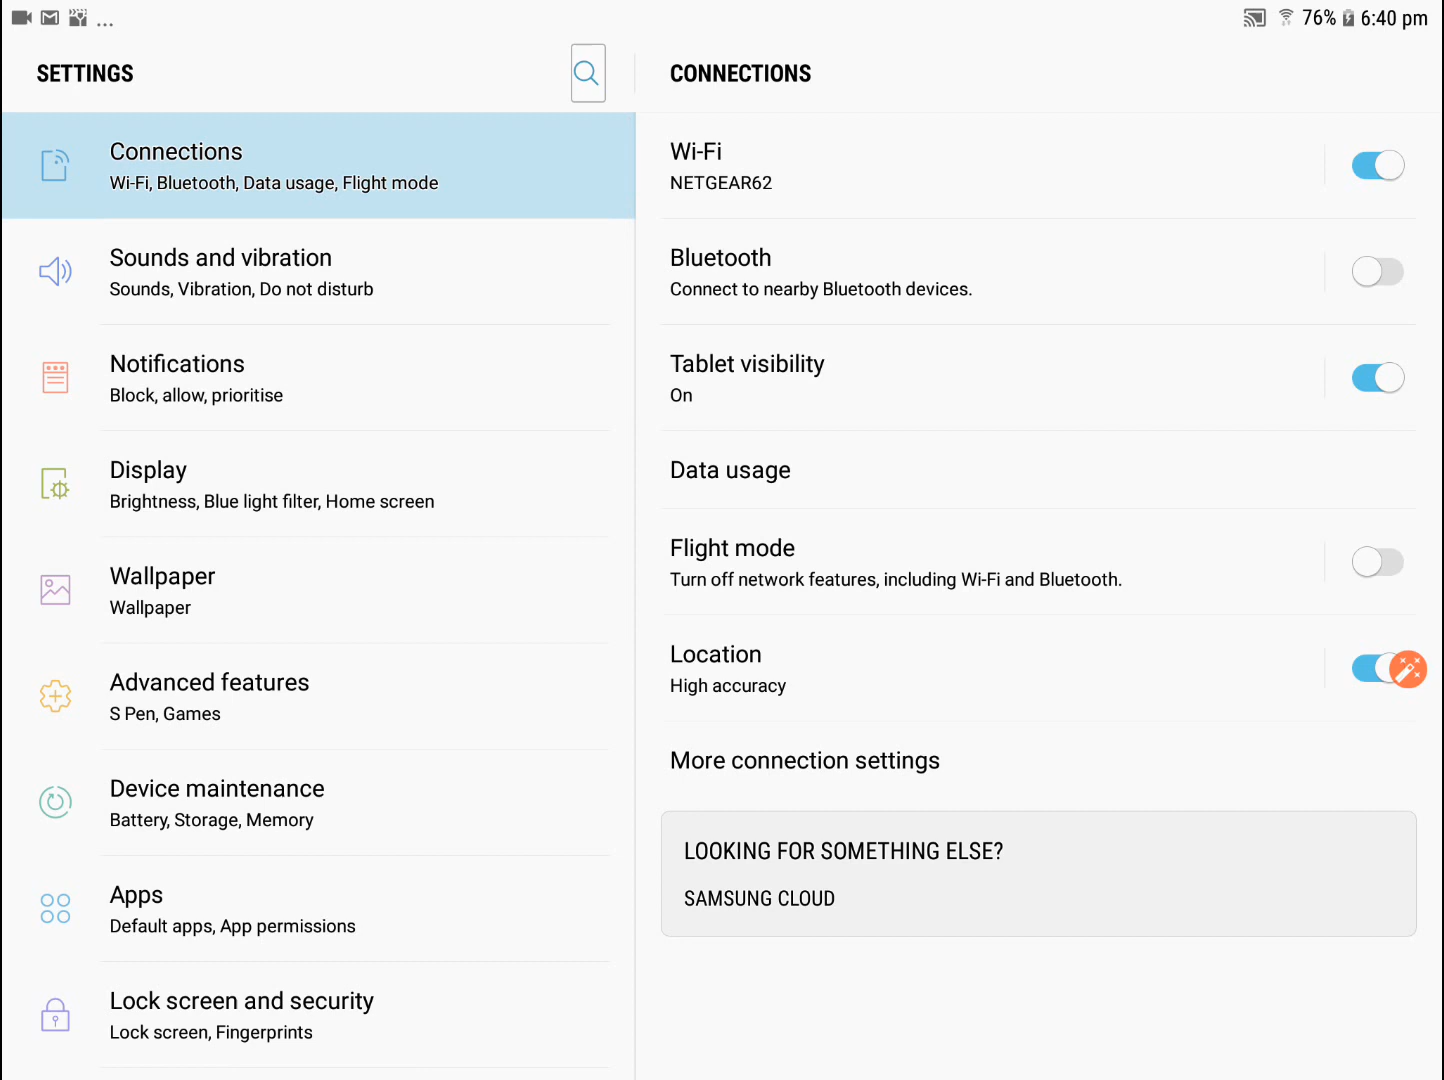 ...
76%
6:40 pm
SETTINGS
Connections
Wi-Fi, Bluetooth, Data usage, Flight mode
Sounds and vibration
Sounds, Vibration, Do not disturb
Notifications
Block, allow, prioritise
Display
Brightness, Blue light filter, Home screen
Wallpaper
Wallpaper
Advanced features
S Pen, Games
Device maintenance
Battery, Storage, Memory
Apps
Default apps, App permissions
Lock screen and security
Lock screen, Fingerprints
CONNECTIONS
Wi-Fi
NETGEAR62
Bluetooth
Connect to nearby Bluetooth devices.
Tablet visibility
On
Data usage
Flight mode
Turn off network features, including Wi-Fi and Bluetooth.
Location
High accuracy
More connection settings
LOOKING FOR SOMETHING ELSE?
SAMSUNG CLOUD